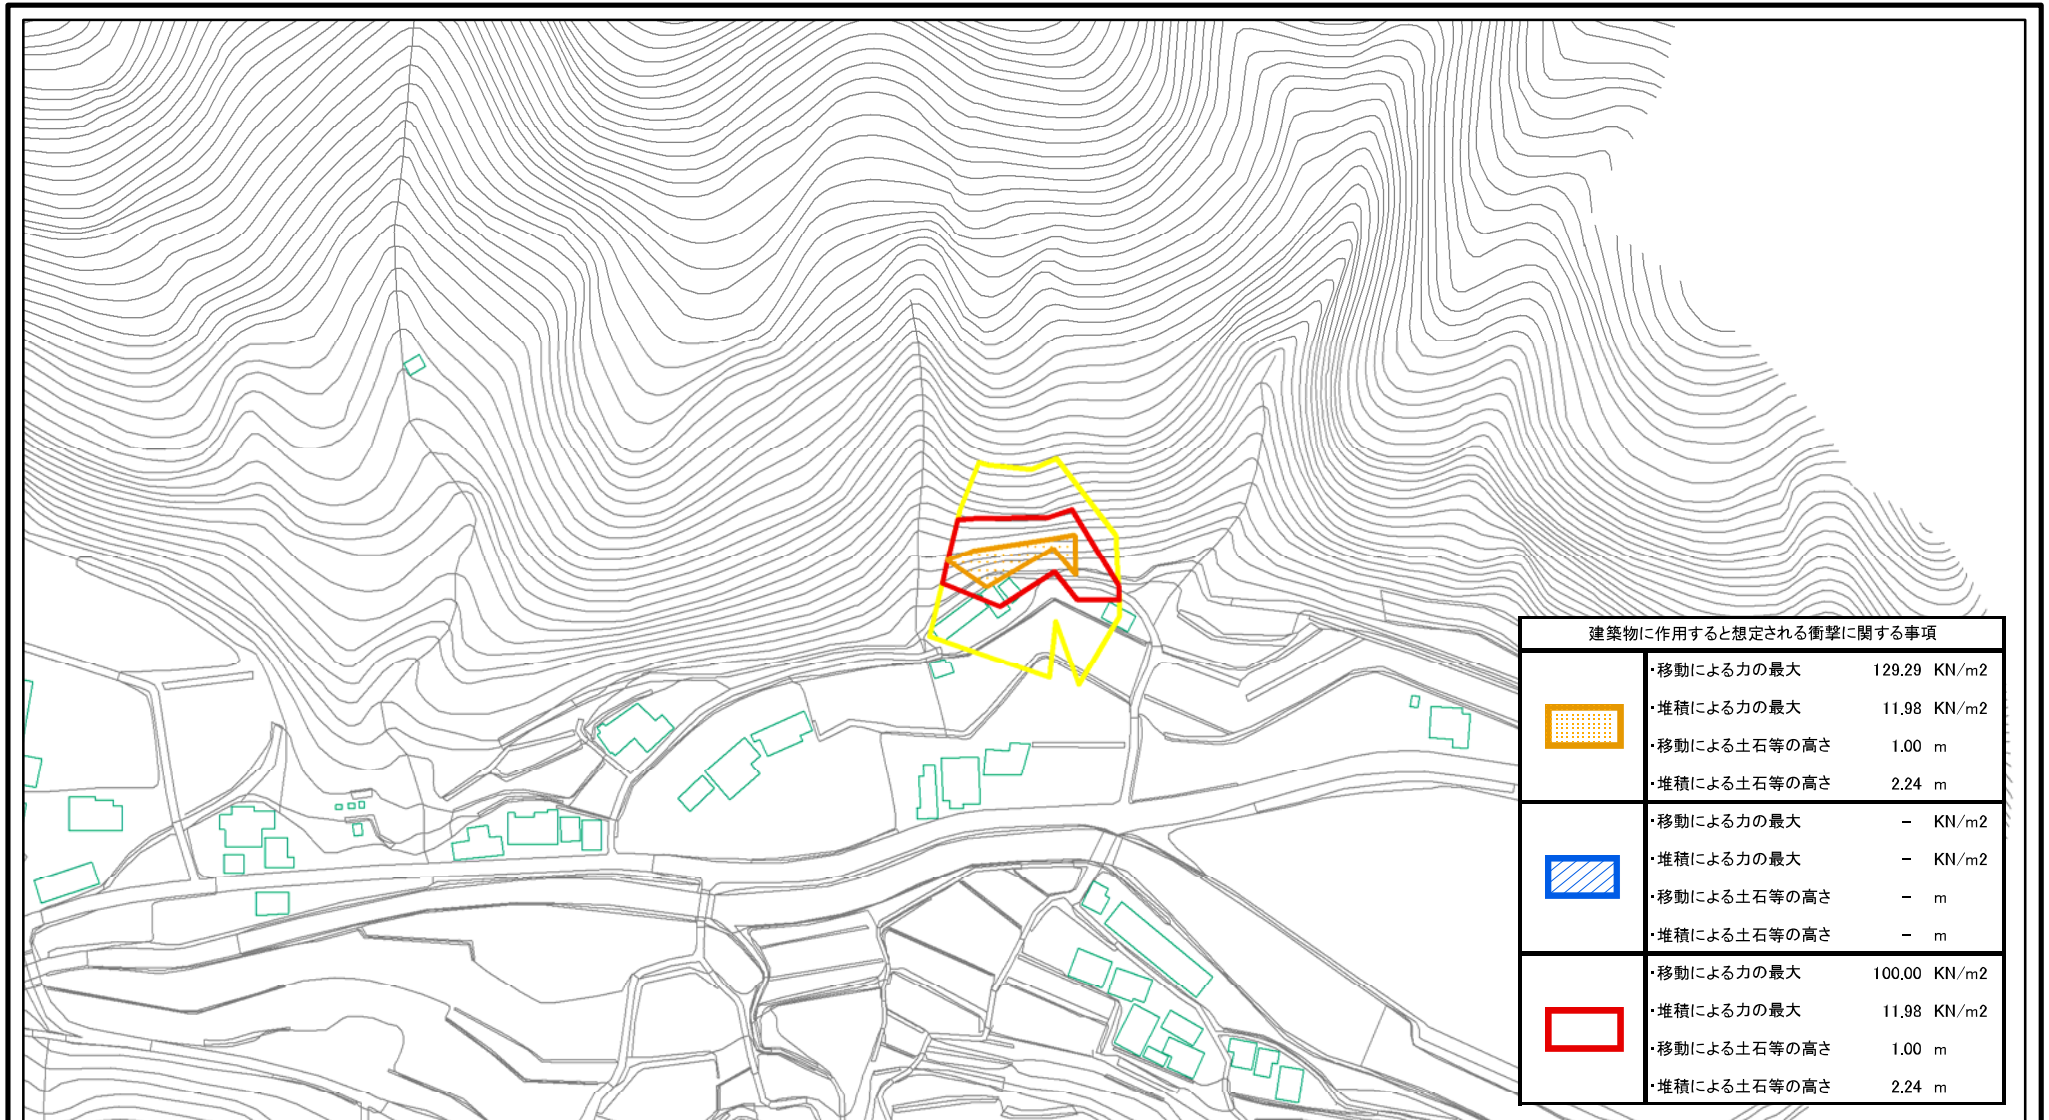 建築物に作用すると想定される衝撃に関する事項
・移動による力の最大 129.29 KN/m2
・堆積による力の最大 11.98 KN/m2
・移動による土石等の高さ 1.00 m
・堆積による土石等の高さ 2.24 m
・移動による力の最大 － KN/m2
・堆積による力の最大 － KN/m2
・移動による土石等の高さ － m
・堆積による土石等の高さ － m
・移動による力の最大 100.00 KN/m2
・堆積による力の最大 11.98 KN/m2
・移動による土石等の高さ 1.00 m
・堆積による土石等の高さ 2.24 m